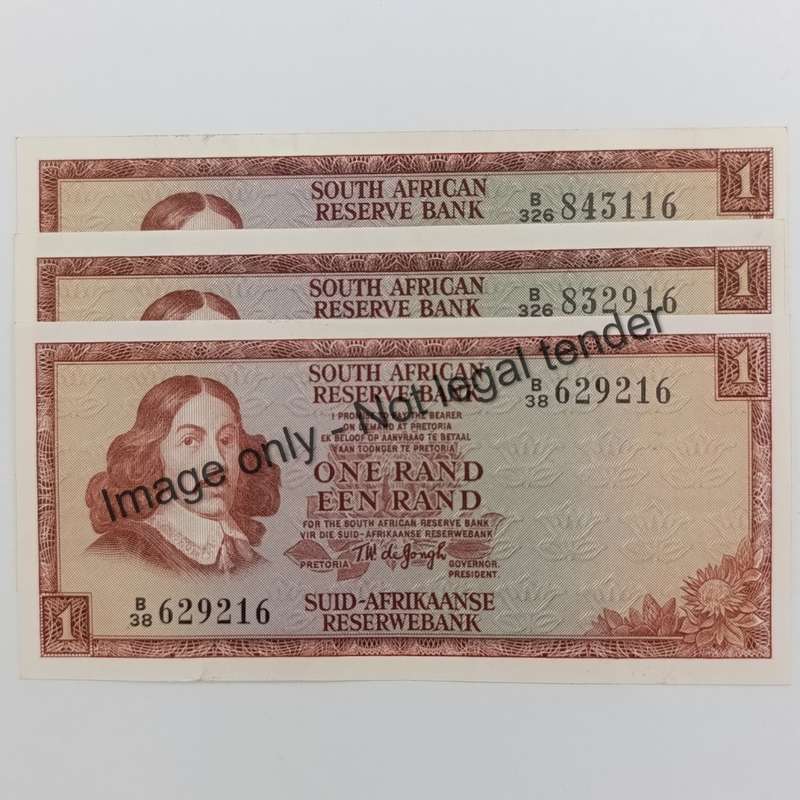 SOUTH AFRICAN
RESERVE BANK
B/326 843116
1
SOUTH AFRICAN
RESERVE BANK
B/326 832916
1
SOUTH AFRICAN
RESERVE BANK
B/38 629216
1
I PROMISE TO PAY THE BEARER
ON DEMAND AT PRETORIA
EK BELOOF OP AANVRAAG TE BETAAL
AAN TOONDER TE PRETORIA
ONE RAND
EEN RAND
FOR THE SOUTH AFRICAN RESERVE BANK
VIR DIE SUID-AFRIKAANSE RESERWEBANK
T.W. de Jongh
PRETORIA GOVERNOR.
PRESIDENT.
1
B/38 629216
SUID-AFRIKAANSE
RESERWEBANK
Image only - Not legal tender